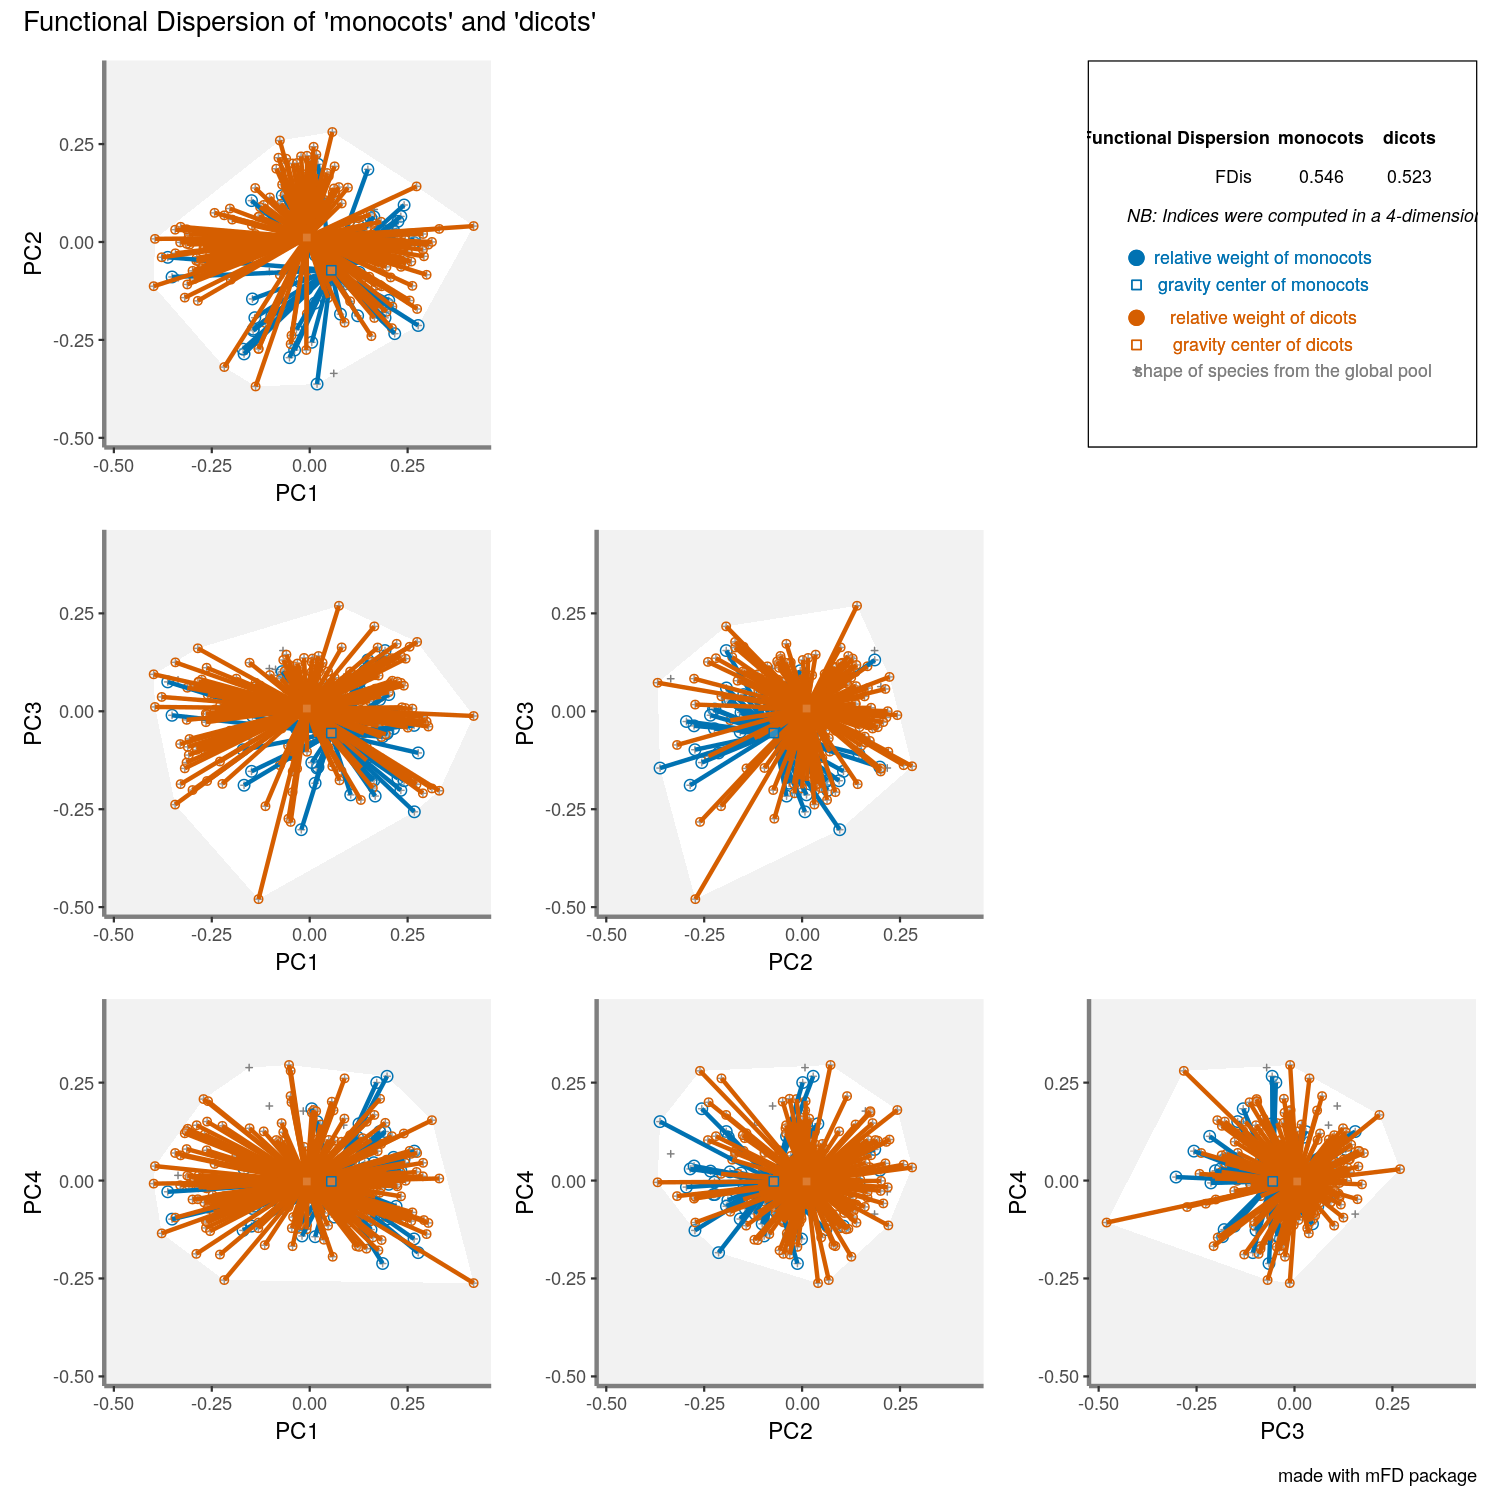 Functional Dispersion of 'monocots' and 'dicots'
0.25
0.00
-0.25
-0.50
PC2
-0.50 -0.25 0.00 0.25
PC1
Functional Dispersion monocots dicots
FDis 0.546 0.523
NB: Indices were computed in a 4-dimension
relative weight of monocots
gravity center of monocots
relative weight of dicots
gravity center of dicots
shape of species from the global pool
0.25
0.00
-0.25
-0.50
PC3
-0.50 -0.25 0.00 0.25
PC1
0.25
0.00
-0.25
-0.50
PC3
-0.50 -0.25 0.00 0.25
PC2
0.25
0.00
-0.25
-0.50
PC4
-0.50 -0.25 0.00 0.25
PC1
0.25
0.00
-0.25
-0.50
PC4
-0.50 -0.25 0.00 0.25
PC2
0.25
0.00
-0.25
-0.50
PC4
-0.50 -0.25 0.00 0.25
PC3
made with mFD package